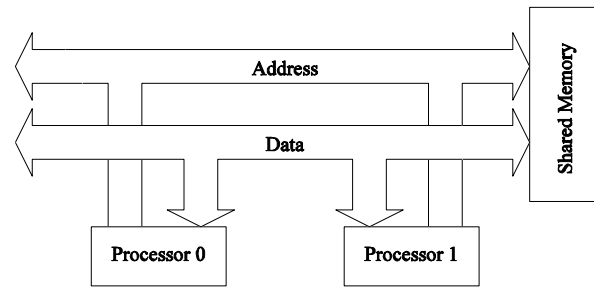 Address
Data
Shared Memory
Processor 0
Processor 1